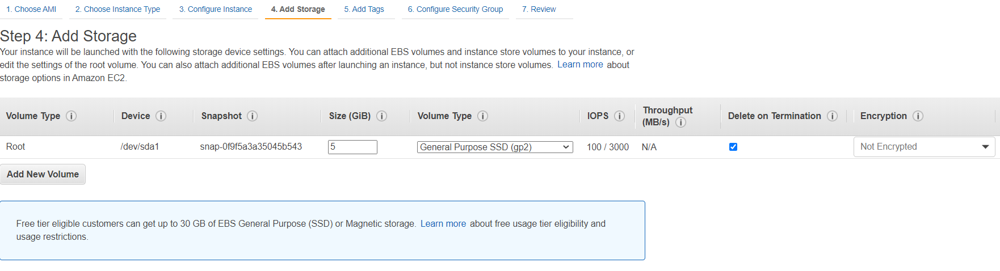 1. Choose AMI 2. Choose Instance Type 3. Configure Instance 4. Add Storage 5. Add Tags 6. Configure Security Group 7. Review
Step 4: Add Storage
Your instance will be launched with the following storage device settings. You can attach additional EBS volumes and instance store volumes to your instance, or
edit the settings of the root volume. You can also attach additional EBS volumes after launching an instance, but not instance store volumes. Learn more about
storage options in Amazon EC2.
Volume Type i Device i Snapshot i Size (GiB) i Volume Type i IOPS i Throughput (MB/s) i Delete on Termination i Encryption i
Root /dev/sda1 snap-0f9f5a3a35045b543 5 General Purpose SSD (gp2) 100 / 3000 N/A Not Encrypted
Add New Volume
Free tier eligible customers can get up to 30 GB of EBS General Purpose (SSD) or Magnetic storage. Learn more about free usage tier eligibility and
usage restrictions.